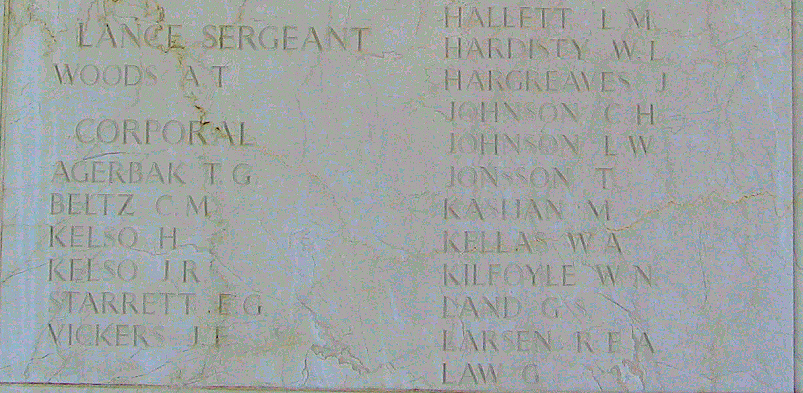 LANCE SERGEANT
WOODS A T
CORPORAL
AGERBAK T. G.
BELTZ C. M.
KELSO H.
KELSO J. R.
STARRETT E. G.
VICKERS J. F.
HALLETT L. M.
HARDISTY W. L.
HARGREAVES J.
JOHNSON C. H.
JOHNSON L. W.
JONSSON T.
KASIJAN M.
KELLAS W. A.
KILFOYLE W. N.
LAND G. S.
LARSEN R. E. A.
LAW G.